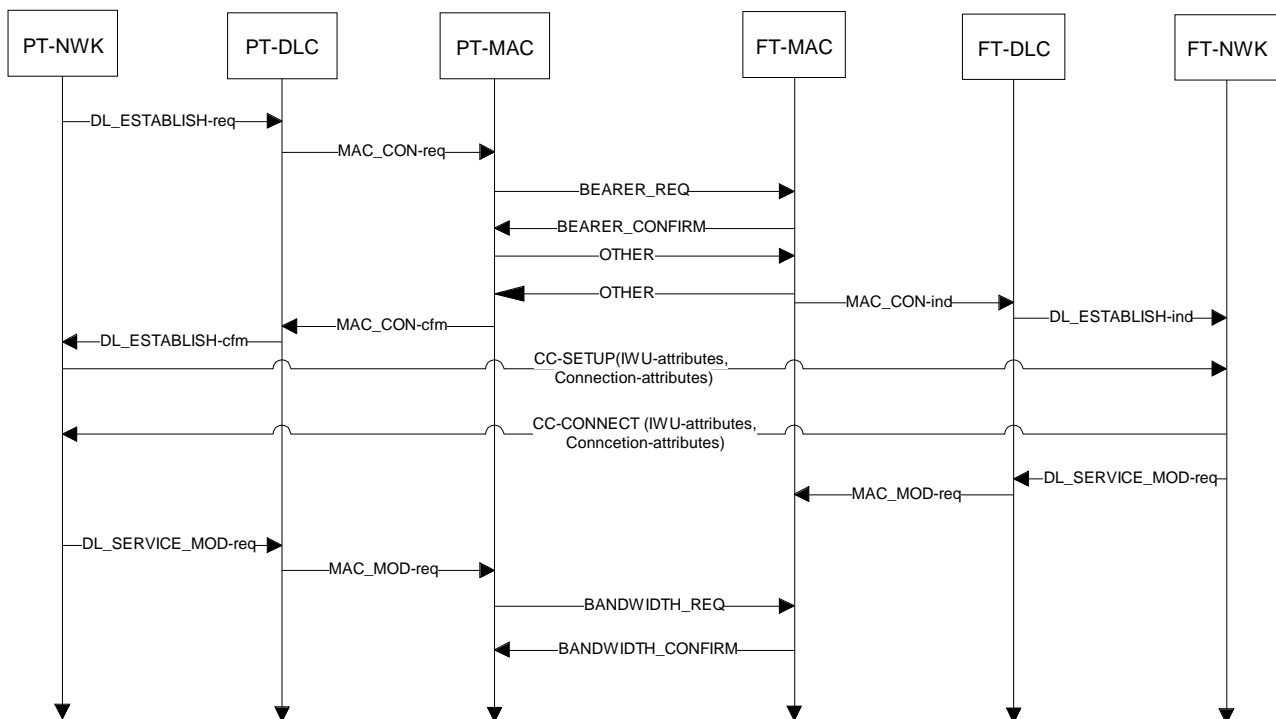 PT-NWK
PT-DLC
PT-MAC
FT-MAC
FT-DLC
FT-NWK
DL_ESTABLISH-req
MAC_CON-req
BEARER_REQ
BEARER_CONFIRM
OTHER
OTHER
MAC_CON-ind
DL_ESTABLISH-ind
MAC_CON-cfm
DL_ESTABLISH-cfm
CC-SETUP(IWU-attributes,
Connection-attributes)
CC-CONNECT (IWU-attributes,
Conncetion-attributes)
DL_SERVICE_MOD-req
MAC_MOD-req
DL_SERVICE_MOD-req
MAC_MOD-req
BANDWIDTH_REQ
BANDWIDTH_CONFIRM